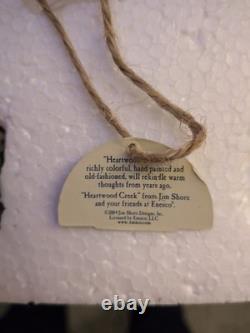 "Heartwood
richly colorful, hand painted and
old-fashioned, will rekindle warm
thoughts from years ago.
"Heartwood Creek" from Jim Shore
and your friends at Enesco.
Jim Shore Designs, Inc.
Licensed by Enesco, LLC